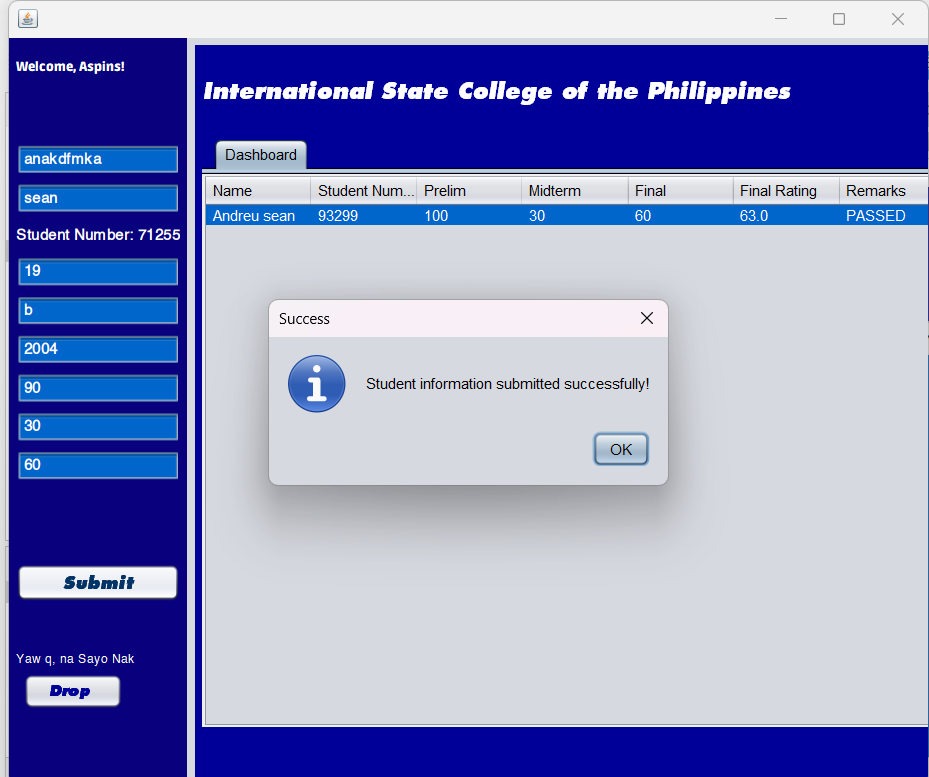 Welcome, Aspins!
International State College of the Philippines
anakdfmka
sean
Student Number: 71255
19
b
2004
90
30
60
Submit
Yaw q, na Sayo Nak
Drop
Dashboard
Name Student Num... Prelim Midterm Final Final Rating Remarks
Andreu sean 93299 100 30 60 63.0 PASSED
Success
Student information submitted successfully!
OK